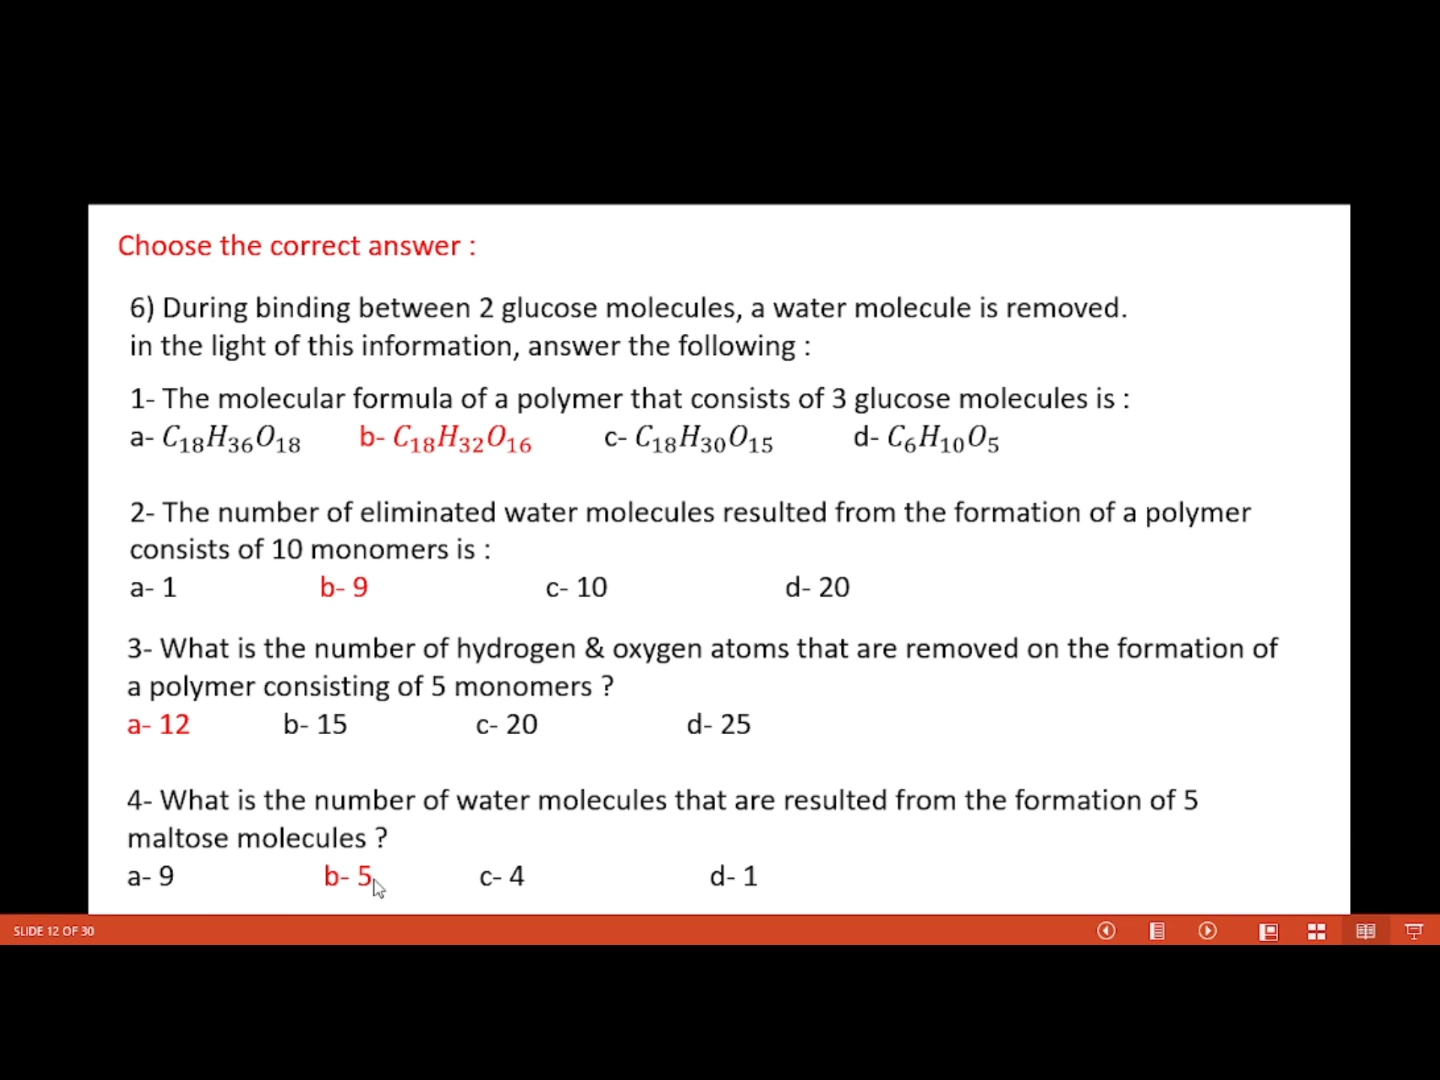 Choose the correct answer :
6) During binding between 2 glucose molecules, a water molecule is removed.
in the light of this information, answer the following :
1- The molecular formula of a polymer that consists of 3 glucose molecules is :
a- C₁₈H₃₆O₁₈ b- C₁₈H₃₂O₁₆ c- C₁₈H₃₀O₁₅ d- C₆H₁₀O₅
2- The number of eliminated water molecules resulted from the formation of a polymer
consists of 10 monomers is :
a- 1 b- 9 c- 10 d- 20
3- What is the number of hydrogen & oxygen atoms that are removed on the formation of
a polymer consisting of 5 monomers ?
a- 12 b- 15 c- 20 d- 25
4- What is the number of water molecules that are resulted from the formation of 5
maltose molecules ?
a- 9 b- 5 c- 4 d- 1
SLIDE 12 OF 30